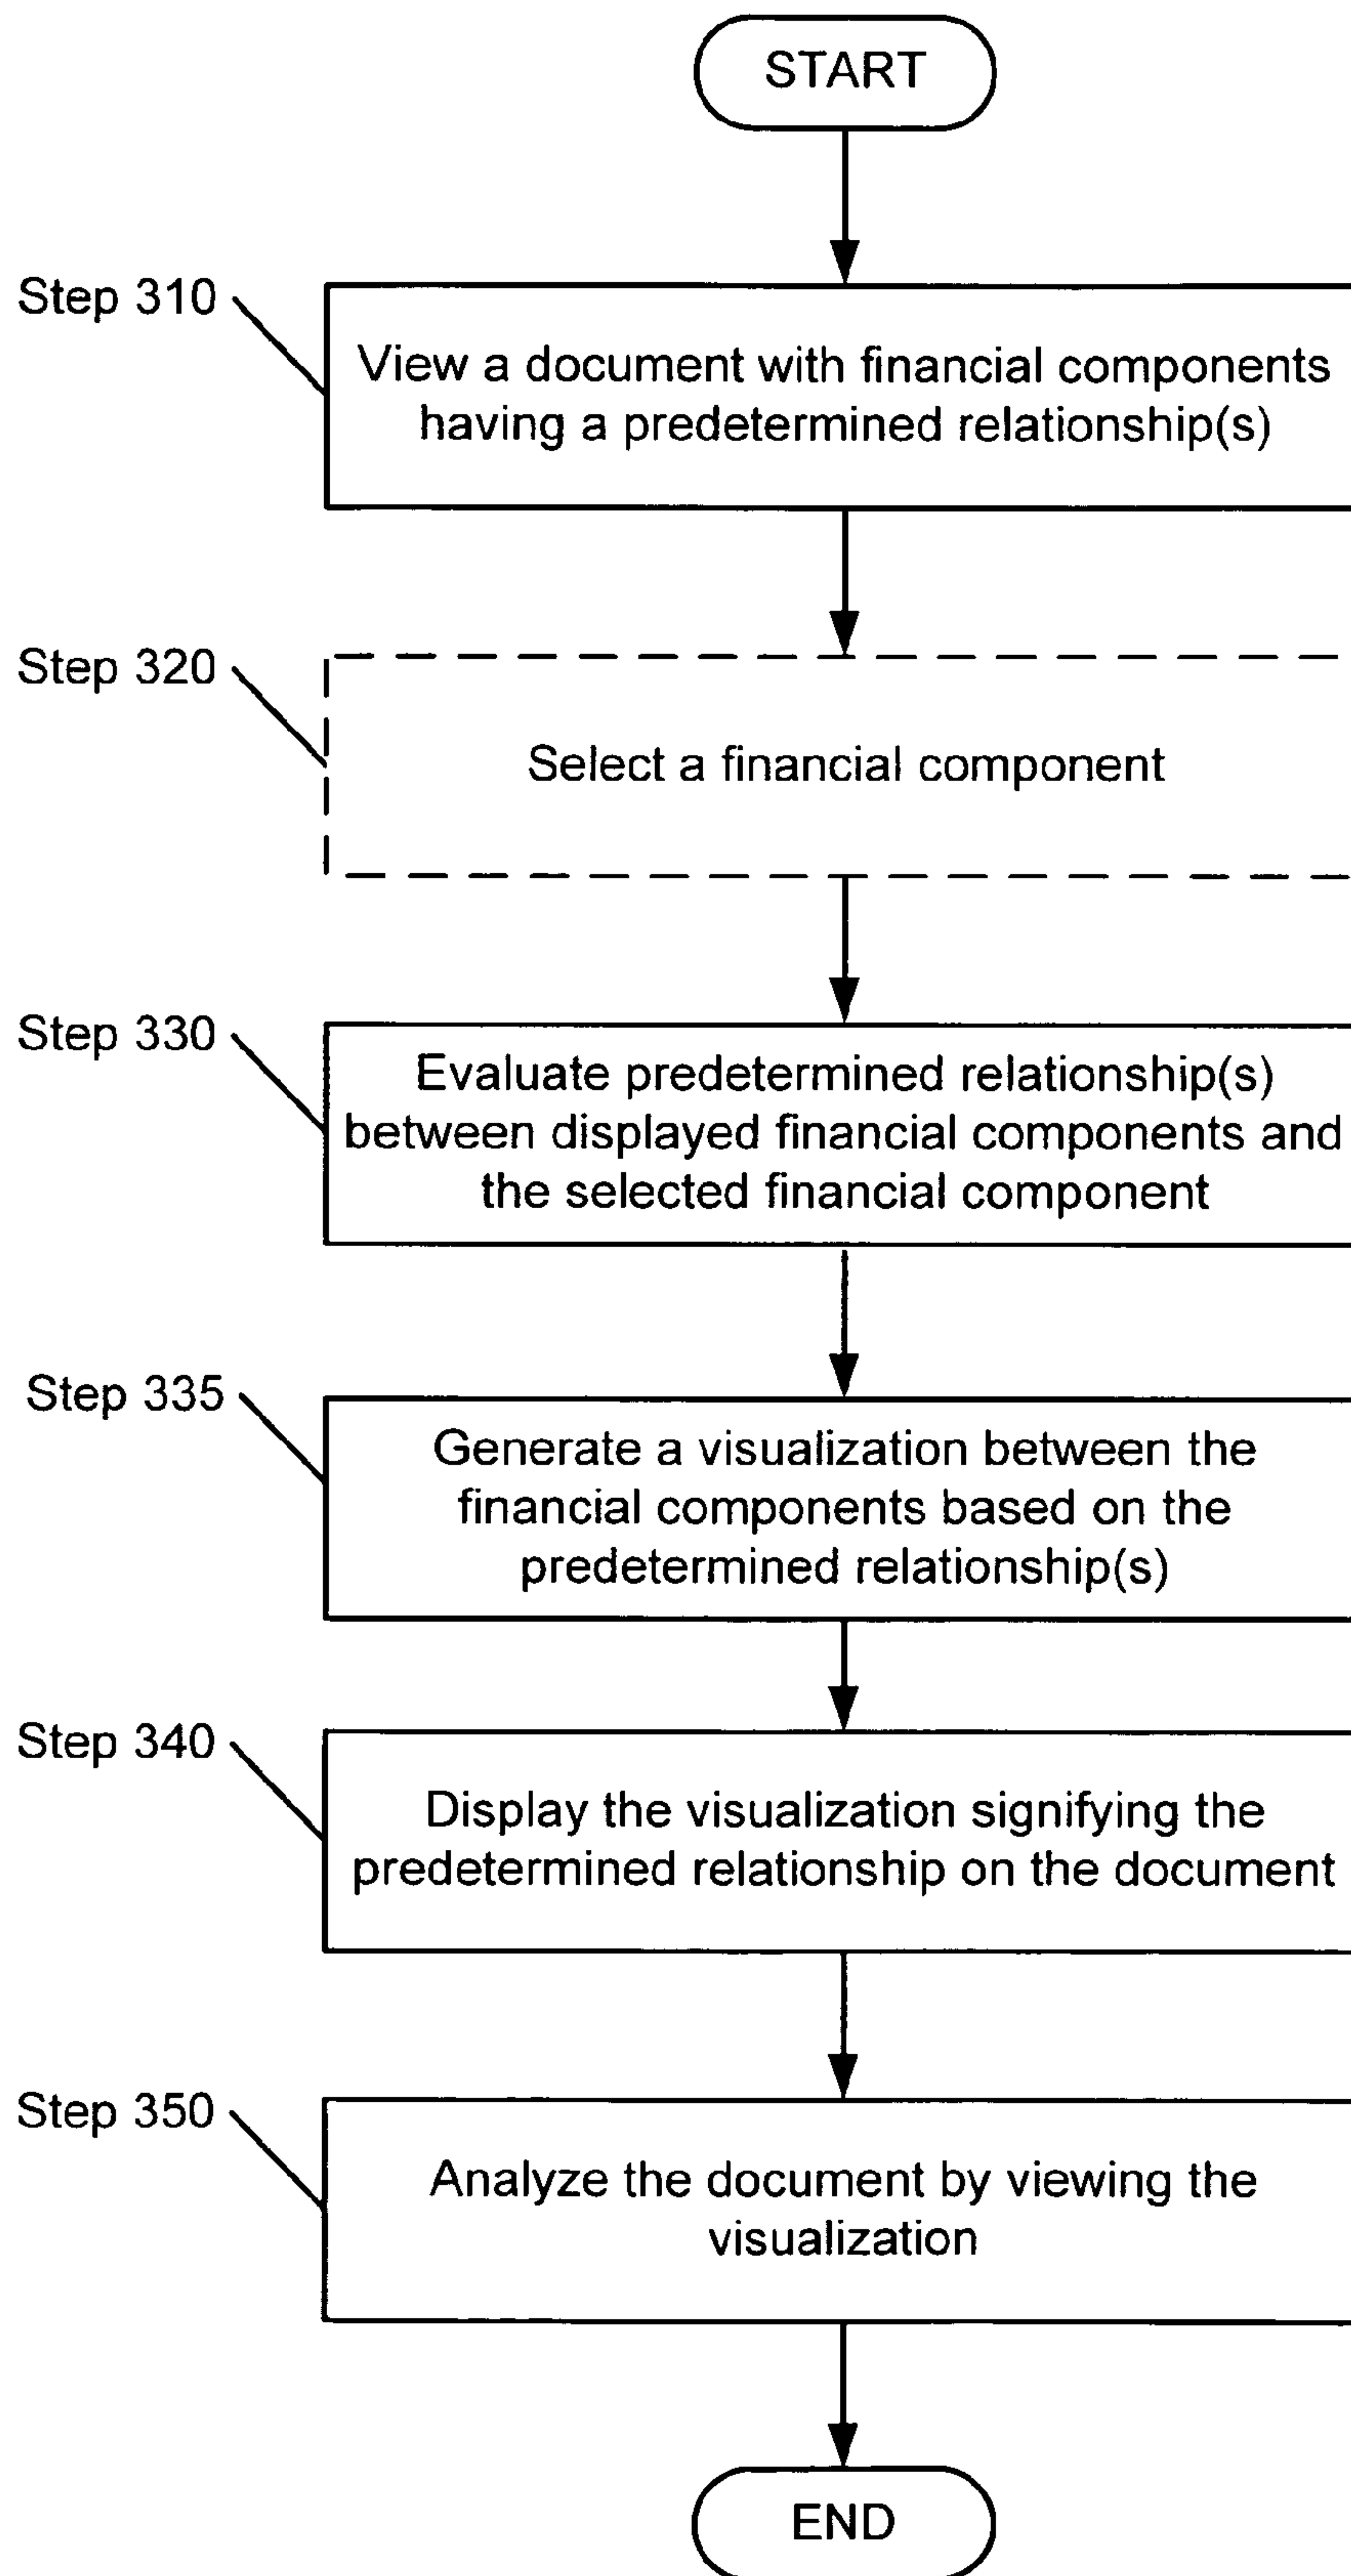 START
Step 310
View a document with financial components
having a predetermined relationship(s)
Step 320
Select a financial component
Step 330
Evaluate predetermined relationship(s)
between displayed financial components and
the selected financial component
Step 335
Generate a visualization between the
financial components based on the
predetermined relationship(s)
Step 340
Display the visualization signifying the
predetermined relationship on the document
Step 350
Analyze the document by viewing the
visualization
END